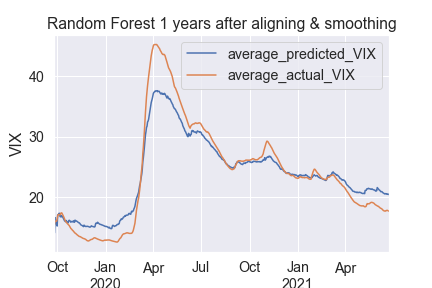 Random Forest 1 years after aligning & smoothing
average_predicted_VIX
average_actual_VIX
VIX
40
30
20
Oct Jan Apr Jul Oct Jan Apr
2020 2021